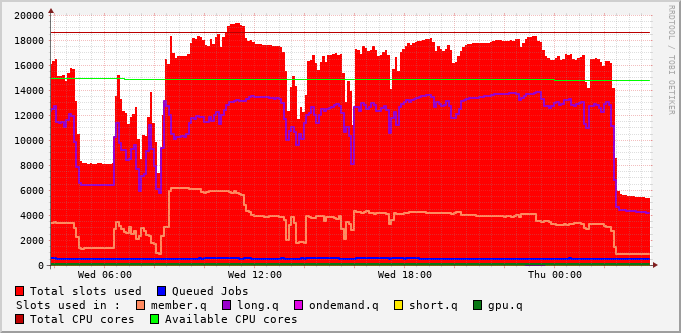 20000
18000
16000
14000
12000
10000
8000
6000
4000
2000
0
Wed 06:00 Wed 12:00 Wed 18:00 Thu 00:00
Total slots used Queued Jobs
Slots used in : member.q long.q ondemand.q short.q gpu.q
Total CPU cores Available CPU cores
RRDTOOL / TOBI OETIKER